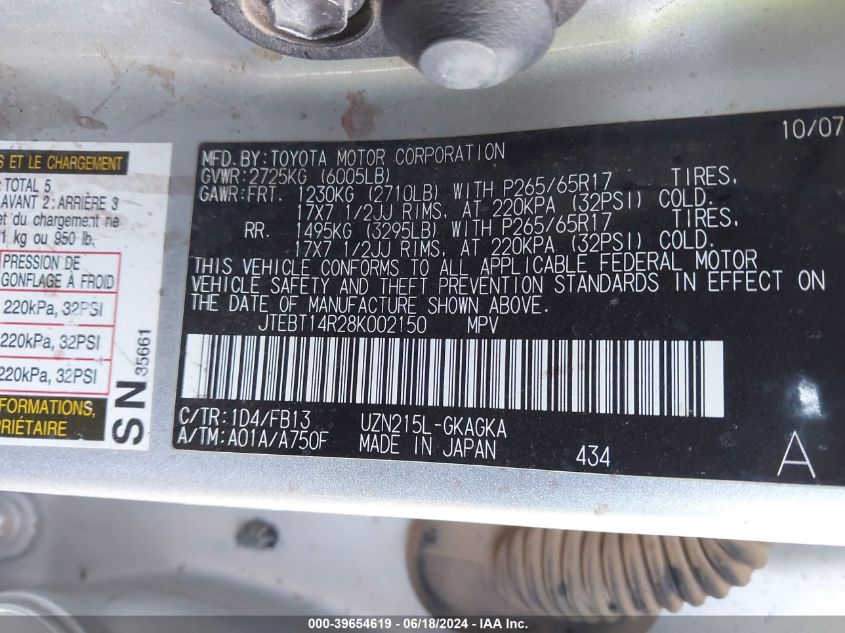 10/07
MFD.BY:TOYOTA MOTOR CORPORATION
GVWR:2725KG (6005LB)
GAWR:FRT. 1230KG (2710LB) WITH P265/65R17 TIRES,
17X7 1/2JJ RIMS, AT 220KPA (32PSI) COLD.
RR. 1495KG (3295LB) WITH P265/65R17 TIRES,
17X7 1/2JJ RIMS, AT 220KPA (32PSI) COLD.
THIS VEHICLE CONFORMS TO ALL APPLICABLE FEDERAL MOTOR
VEHICLE SAFETY AND THEFT PREVENTION STANDARDS IN EFFECT ON
THE DATE OF MANUFACTURE SHOWN ABOVE.
JTEBT14R28K002150 MPV
C/TR:1D4/FB13 UZN215L-GKAGKA
A/TM:A01A/A750F MADE IN JAPAN 434
A
ET LE CHARGEMENT
: TOTAL 5
AVANT 2: ARRIÈRE 3
et du chargement ne
1 kg ou 950 lb.
PRESSION DE
GONFLAGE À FROID
220kPa, 32PSI
220kPa, 32PSI
220kPa, 32PSI
FORMATIONS,
PRIÉTAIRE
SN
35661
000-39654619 / 06/18/2024 - IAA Inc.